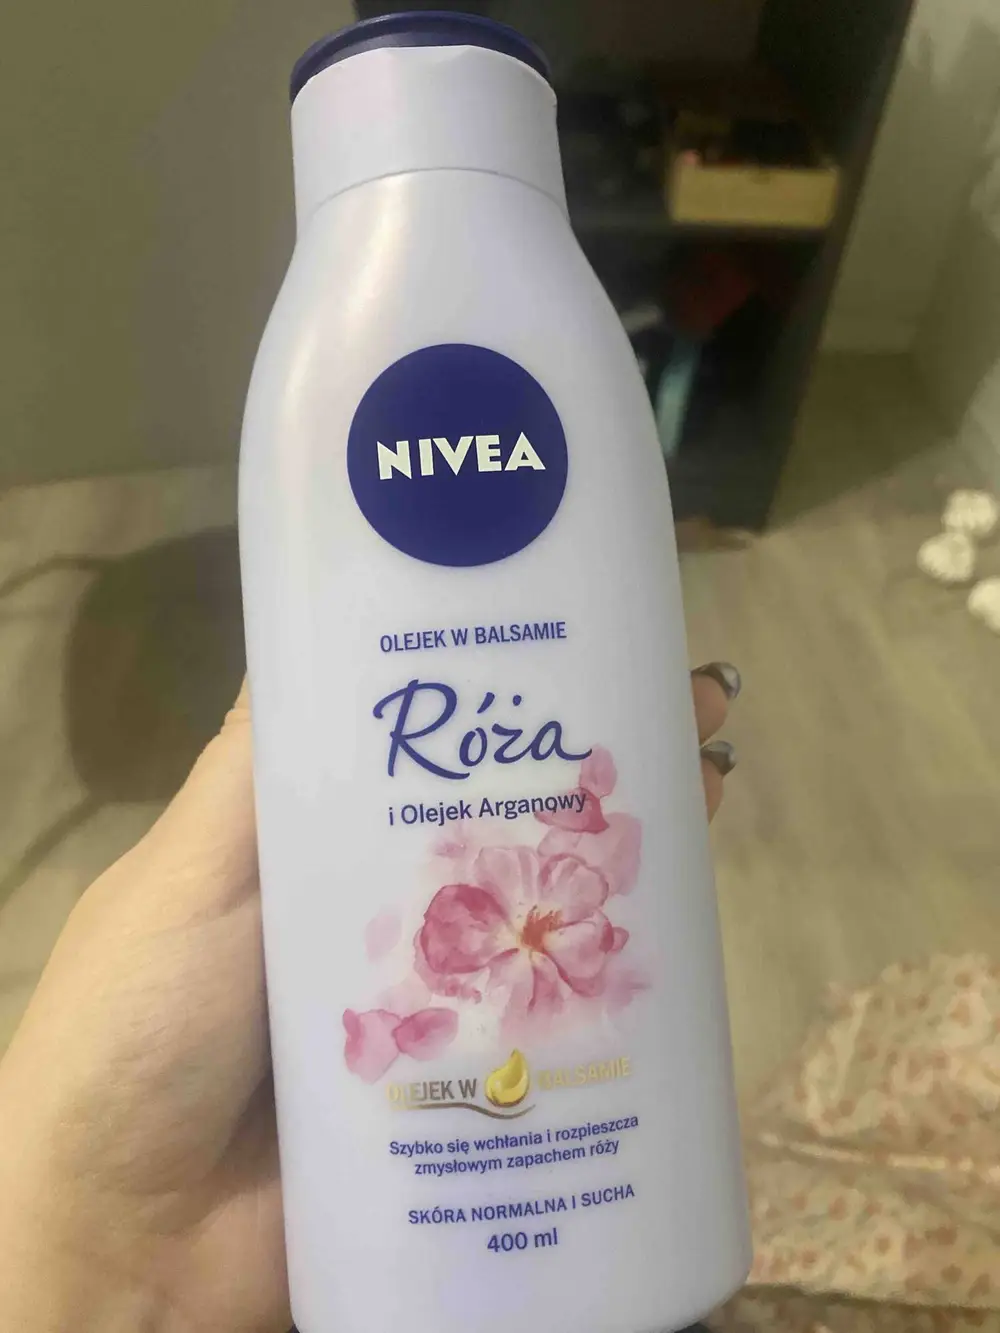 NIVEA
OLEJEK W BALSAMIE
Róża
i Olejek Arganowy
OLEJEK W BALSAMIE
Szybko się wchłania i rozpieszcza
zmysłowym zapachem róży
SKÓRA NORMALNA I SUCHA
400 ml